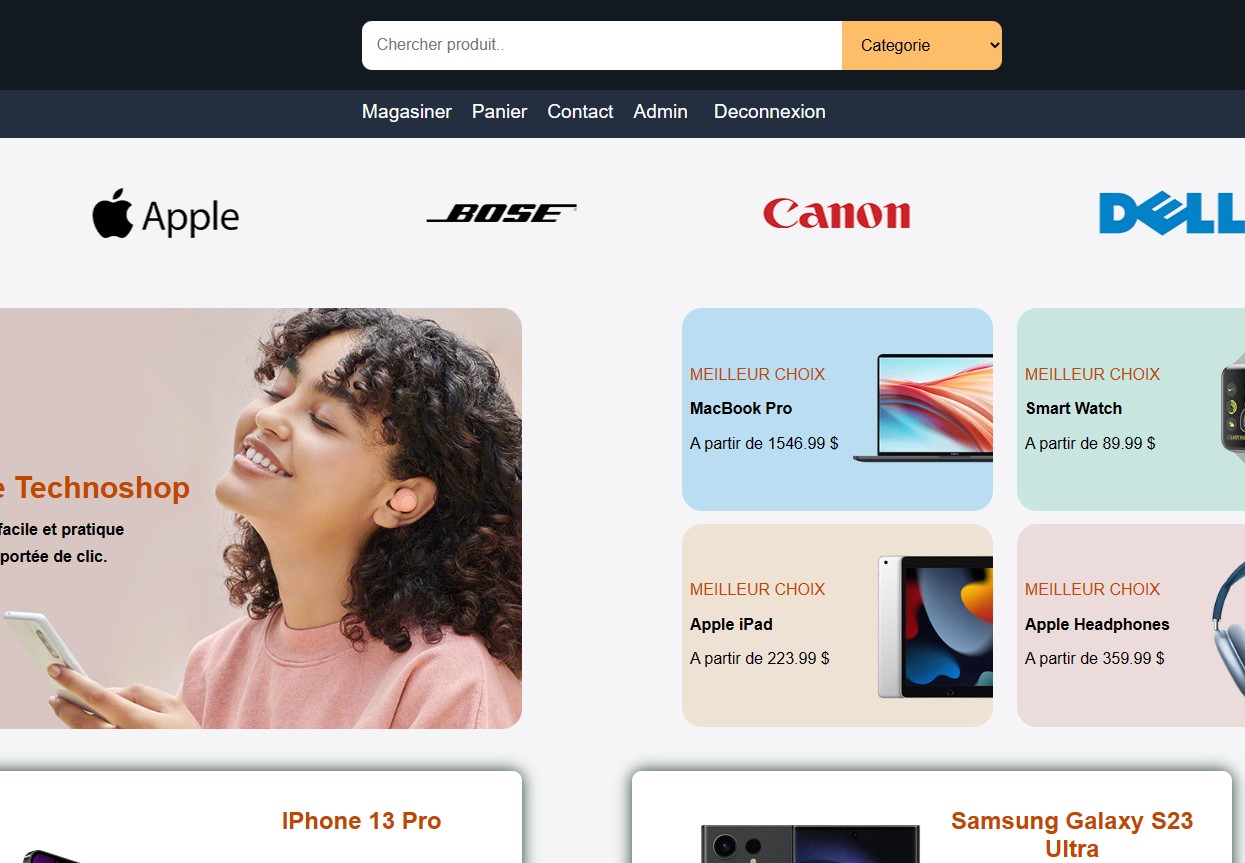 Chercher produit..
Categorie
Magasiner Panier Contact Admin Deconnexion
Apple
BOSE
Canon
DELL
e Technoshop
facile et pratique
portée de clic.
MEILLEUR CHOIX
MacBook Pro
A partir de 1546.99 $
MEILLEUR CHOIX
Smart Watch
A partir de 89.99 $
MEILLEUR CHOIX
Apple iPad
A partir de 223.99 $
MEILLEUR CHOIX
Apple Headphones
A partir de 359.99 $
IPhone 13 Pro
Samsung Galaxy S23
Ultra